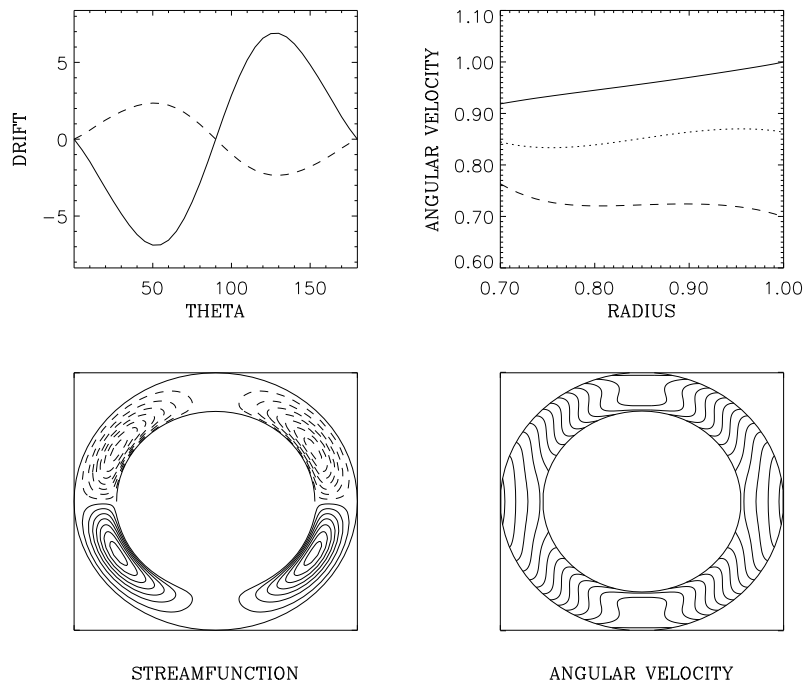 DRIFT
5
0
−5
50
100
150
THETA
ANGULAR VELOCITY
1.10
1.00
0.90
0.80
0.70
0.60
0.70
0.80
0.90
1.00
RADIUS
STREAMFUNCTION
ANGULAR VELOCITY